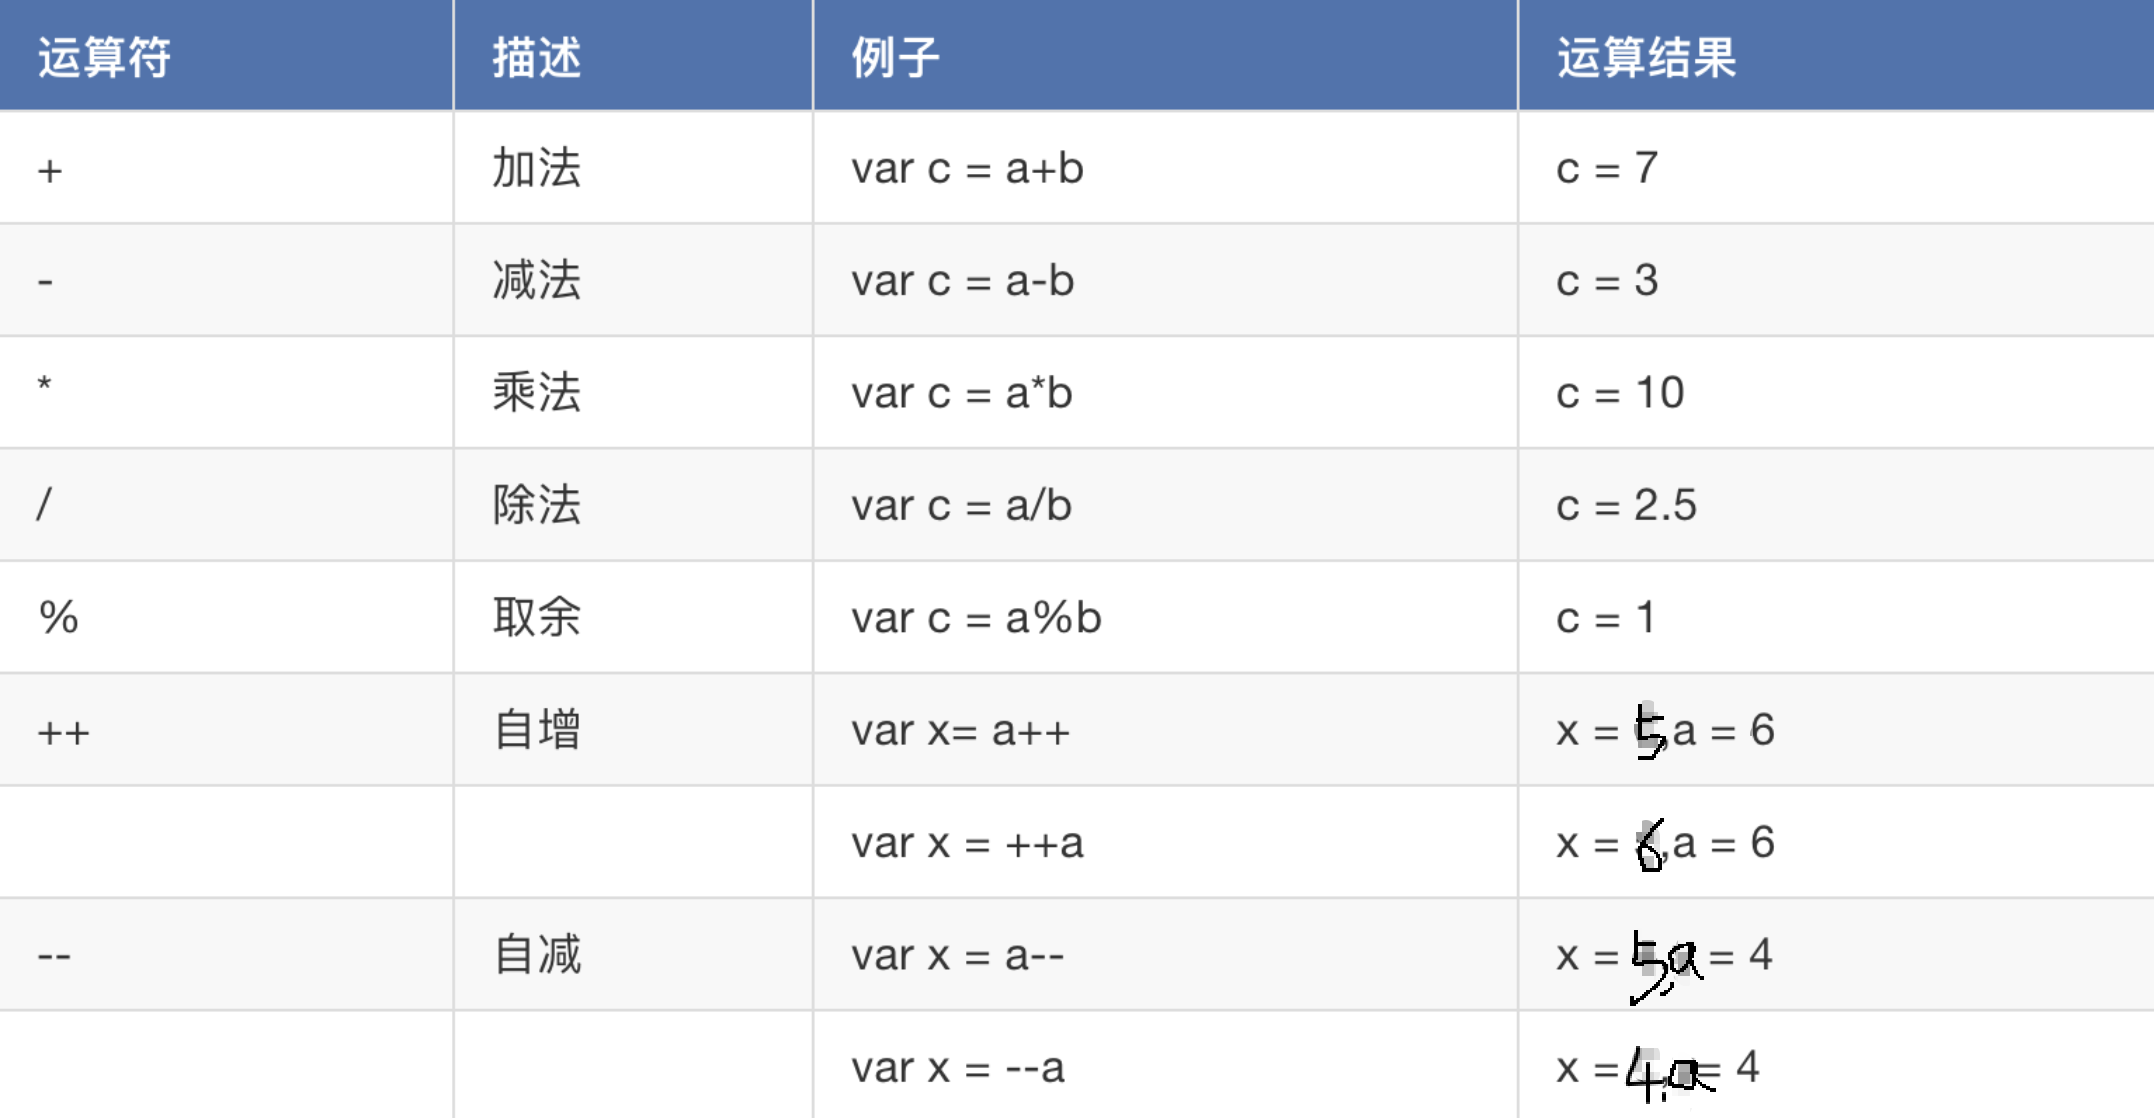 运算符 描述 例子 运算结果
+ 加法 var c = a+b c = 7
- 减法 var c = a-b c = 3
* 乘法 var c = a*b c = 10
/ 除法 var c = a/b c = 2.5
% 取余 var c = a%b c = 1
++ 自增 var x= a++ x = 5,a = 6
var x = ++a x = 6,a = 6
-- 自减 var x = a-- x = 5,a = 4
var x = --a x = 4,a = 4